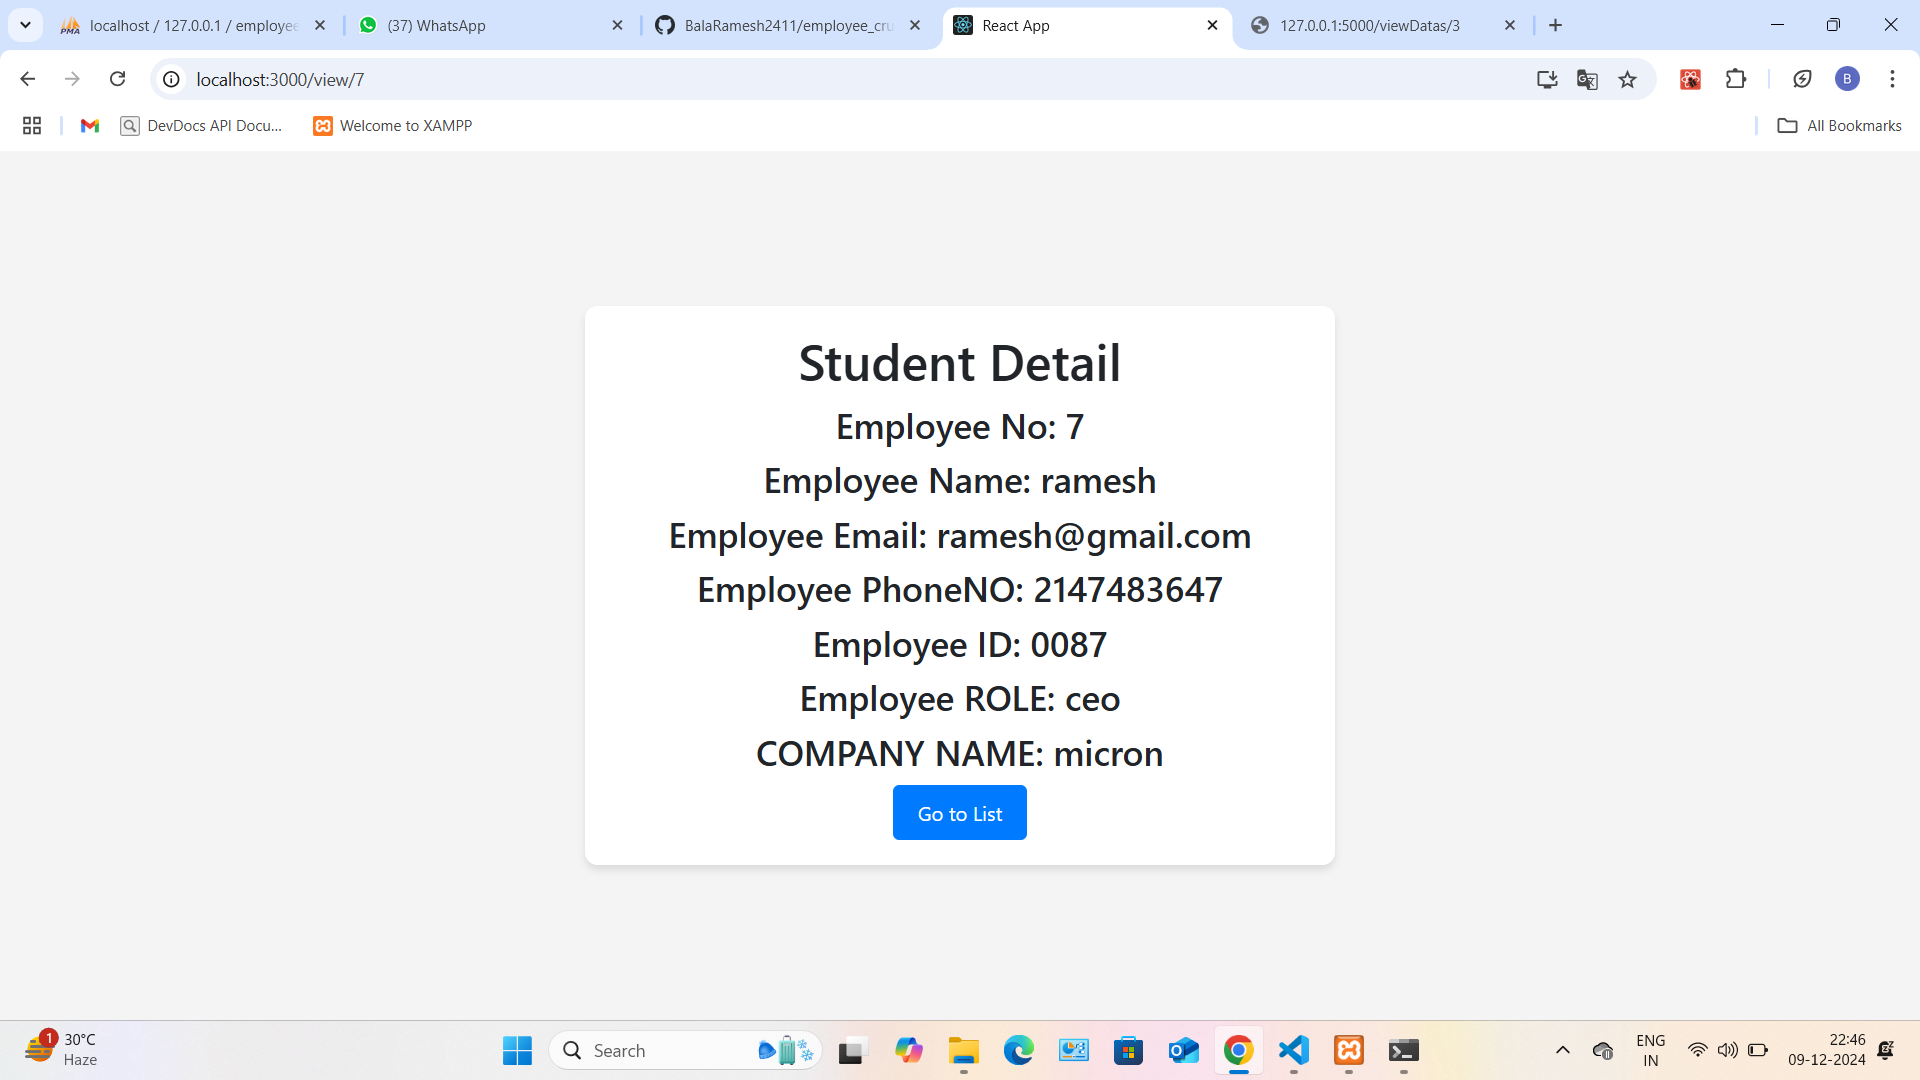 localhost / 127.0.0.1 / employee
(37) WhatsApp
BalaRamesh2411/employee_cru
React App
127.0.0.1:5000/viewDatas/3
localhost:3000/view/7
B
DevDocs API Docu...
Welcome to XAMPP
All Bookmarks
Student Detail
Employee No: 7
Employee Name: ramesh
Employee Email: ramesh@gmail.com
Employee PhoneNO: 2147483647
Employee ID: 0087
Employee ROLE: ceo
COMPANY NAME: micron
Go to List
1
30°C
Haze
Search
ENG
IN
22:46
09-12-2024